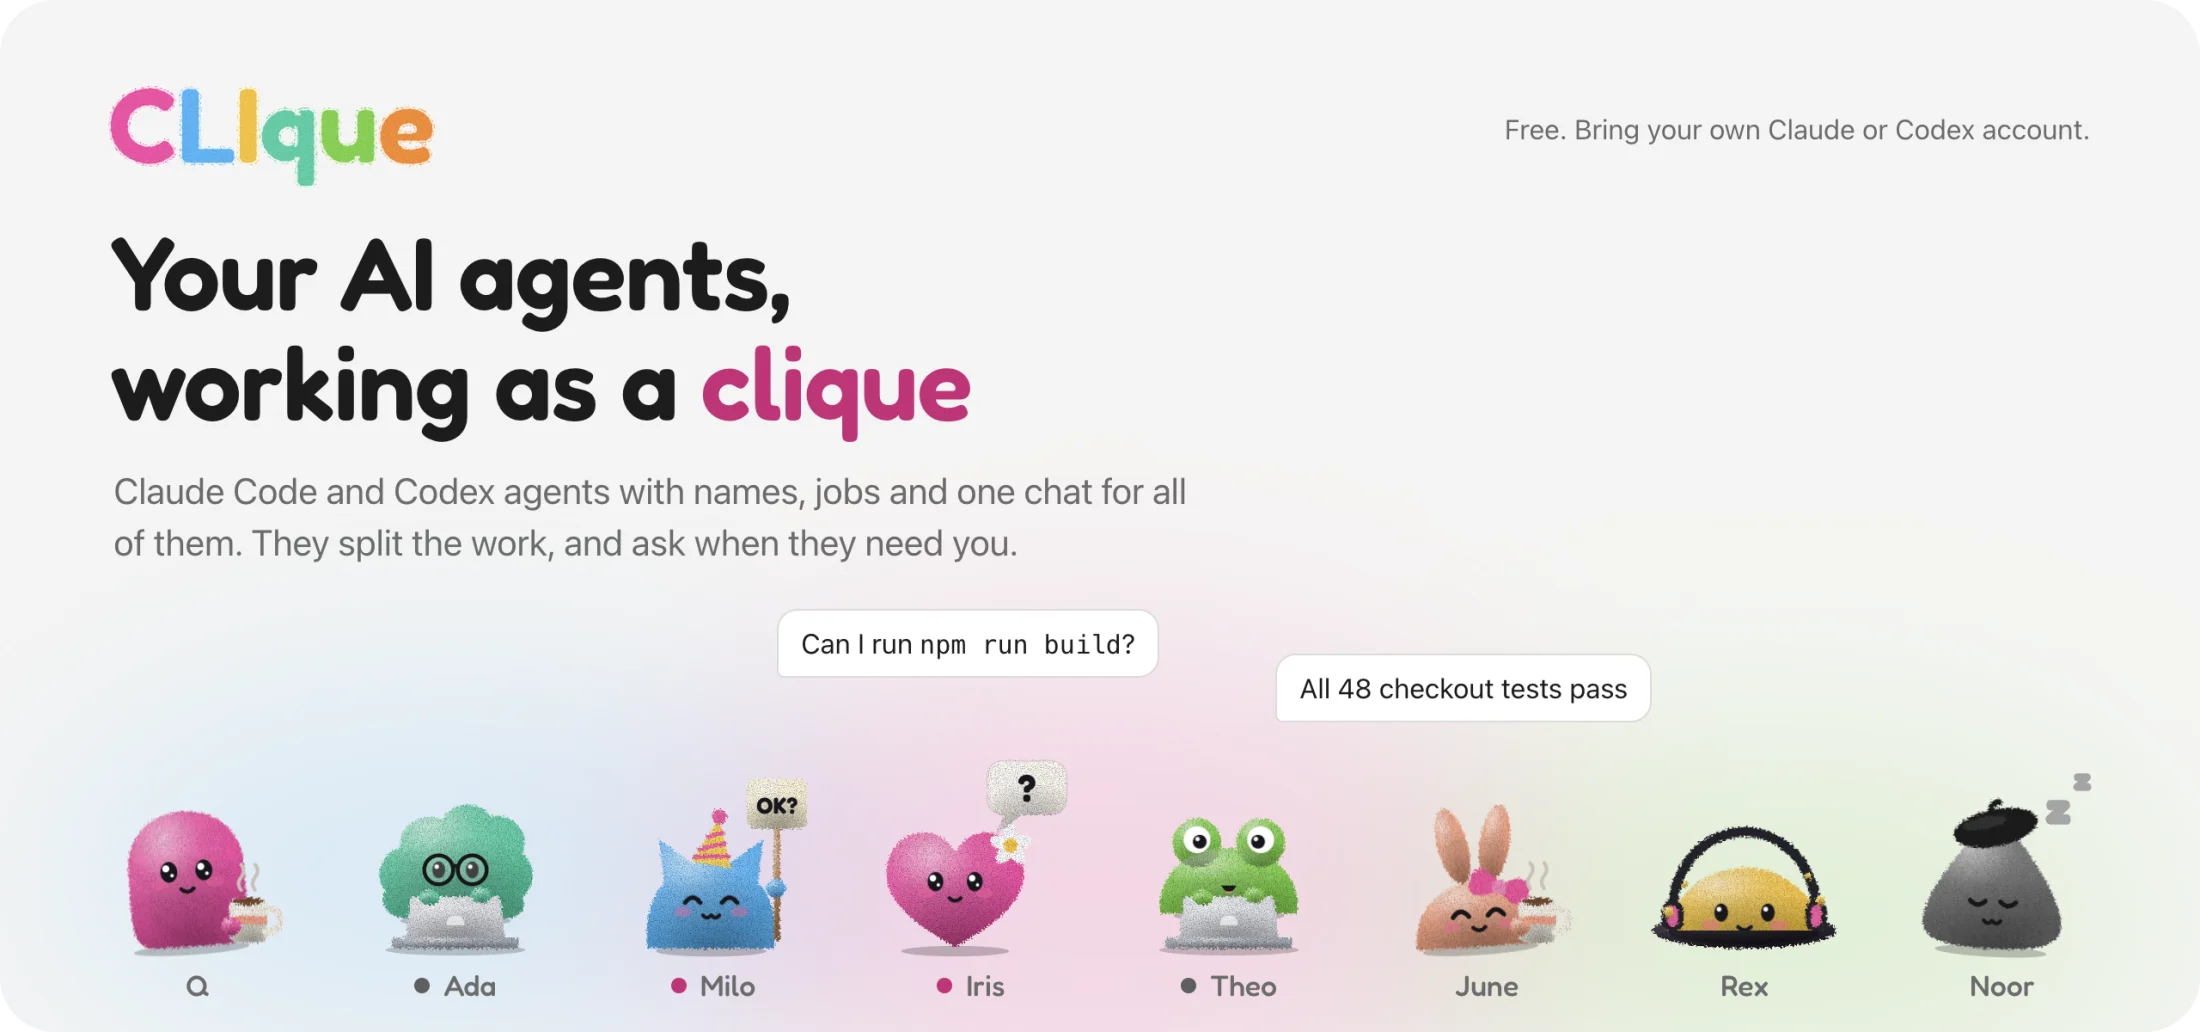 CLIque
Free. Bring your own Claude or Codex account.
Your AI agents,
working as a clique
Claude Code and Codex agents with names, jobs and one chat for all
of them. They split the work, and ask when they need you.
Can I run npm run build?
All 48 checkout tests pass
OK?
?
z
z
Q
Ada
Milo
Iris
Theo
June
Rex
Noor